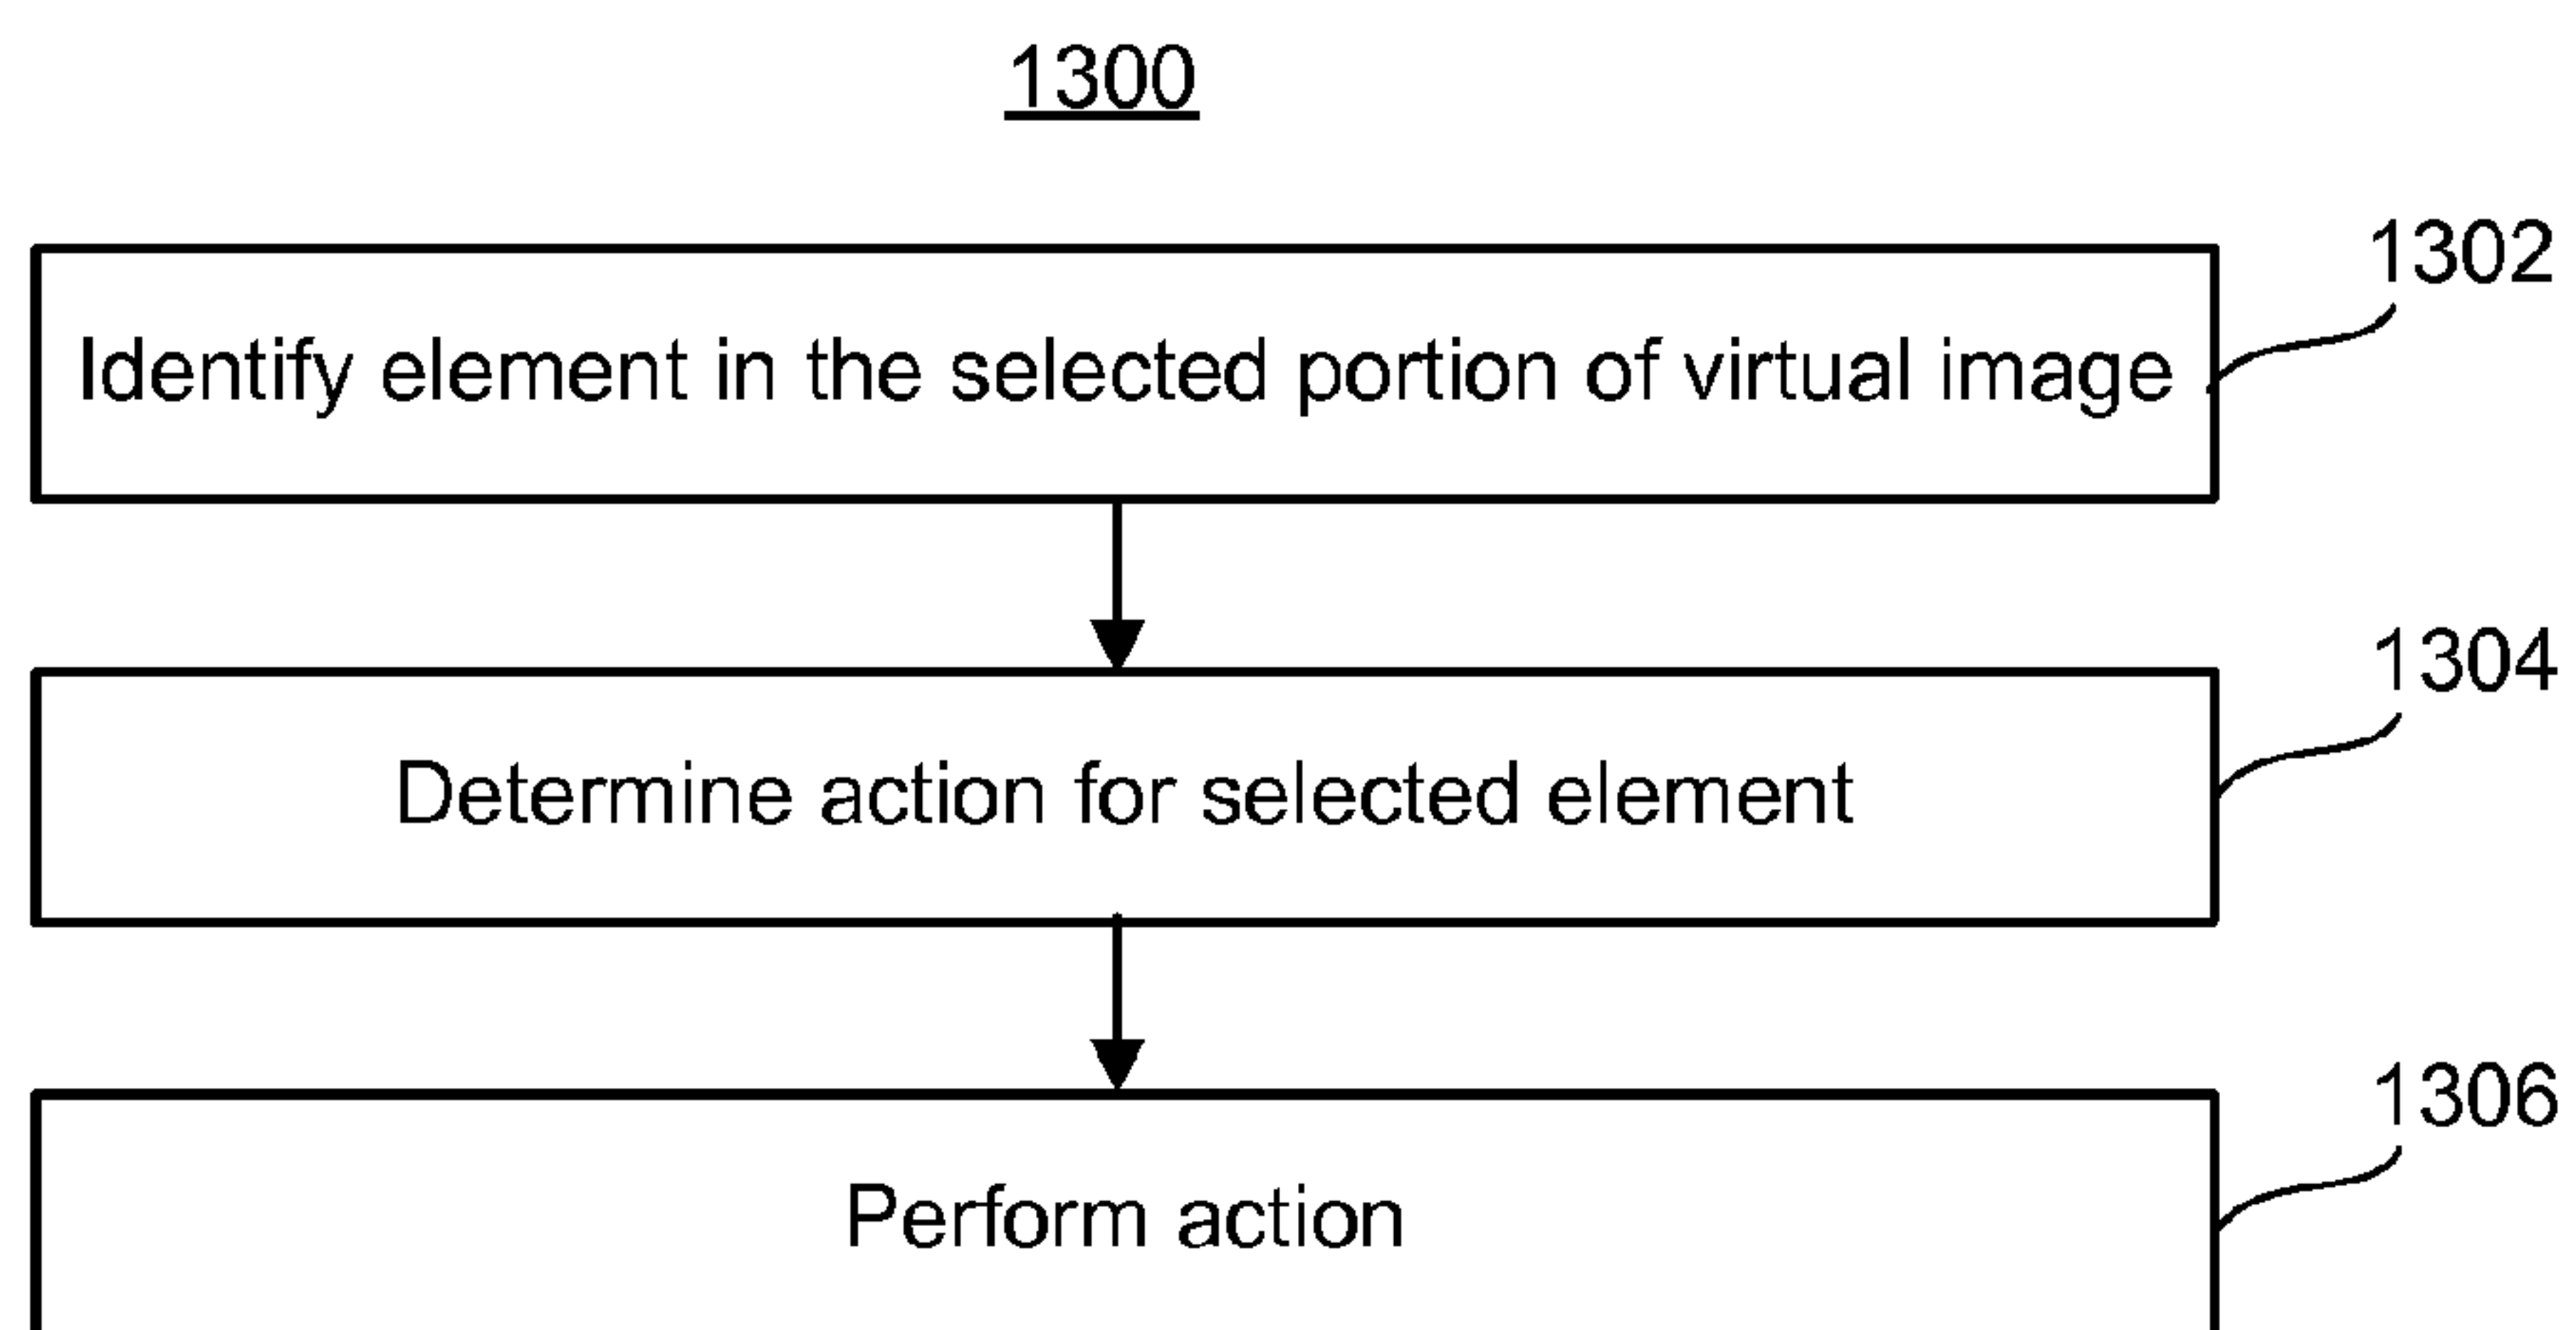 1300
1302
Identify element in the selected portion of virtual image
1304
Determine action for selected element
1306
Perform action